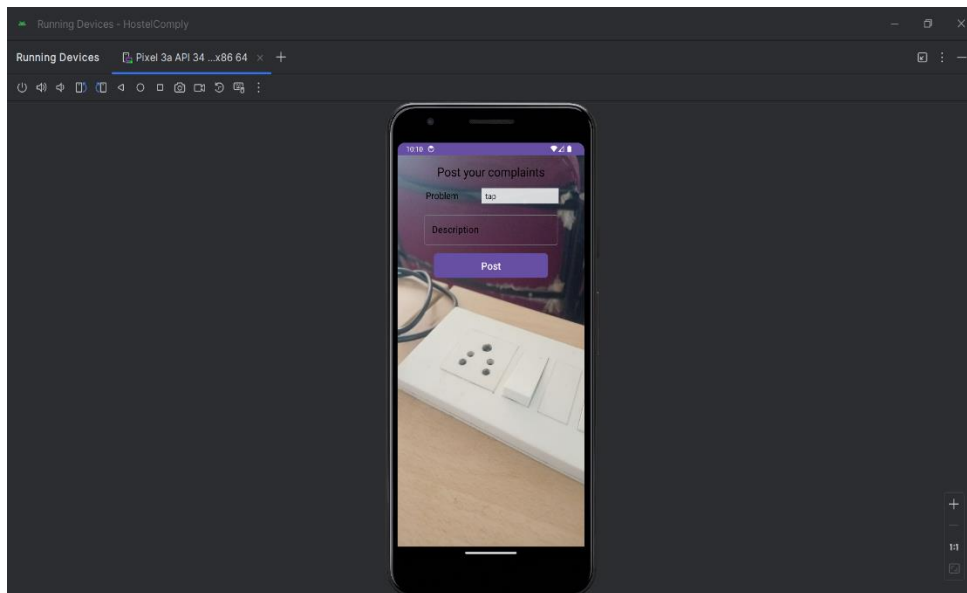 Running Devices - HostelComply
Running Devices
Pixel 3a API 34 ...x86 64
10:10
Post your complaints
Problem
tap
Description
Post
1:1